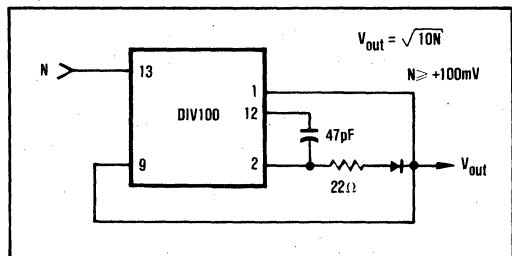 V_out = √10N
N ≥ +100mV
N
13
1
12
DIV100
47pF
9
2
22Ω
V_out